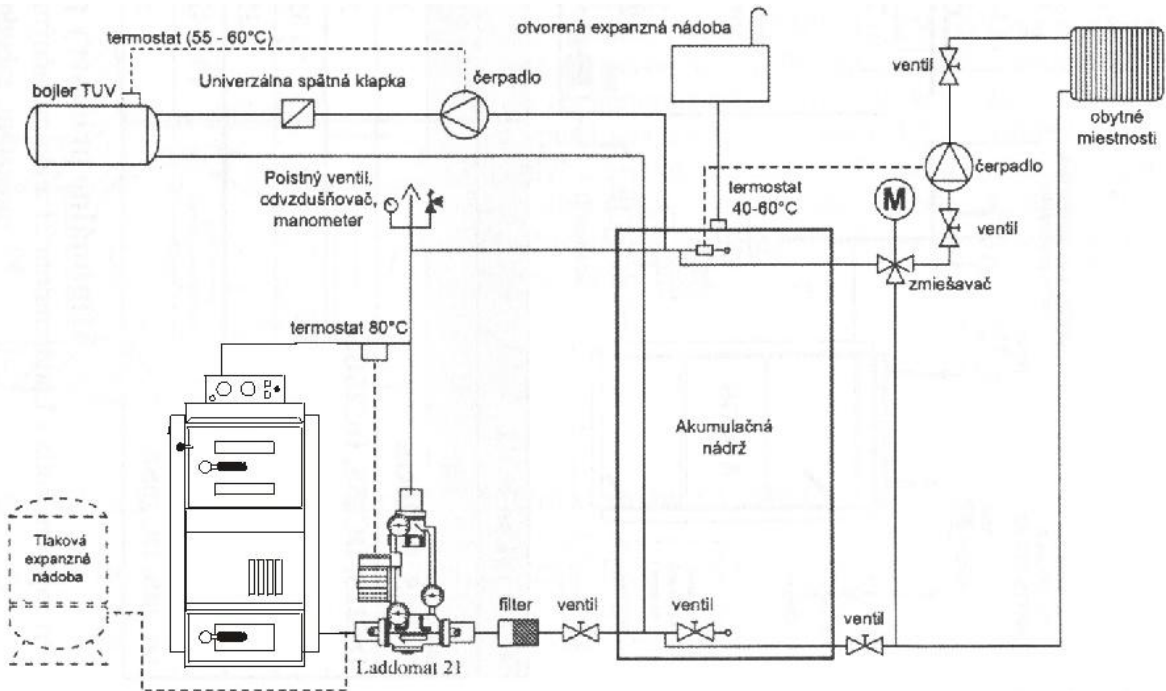 termostat (55 - 60°C)
otvorená expanzná nádoba
Univerzálna spätná klapka
čerpadlo
bojler TUV
ventil
obytné
miestnosti
Poistný ventil,
odvzdušňovač,
manometer
termostat
40-60°C
čerpadlo
M
ventil
zmiešavač
termostat 80°C
Akumulačná
nádrž
Tlaková
expanzné
nádoba
filter
ventil
ventil
ventil
Laddomat 21